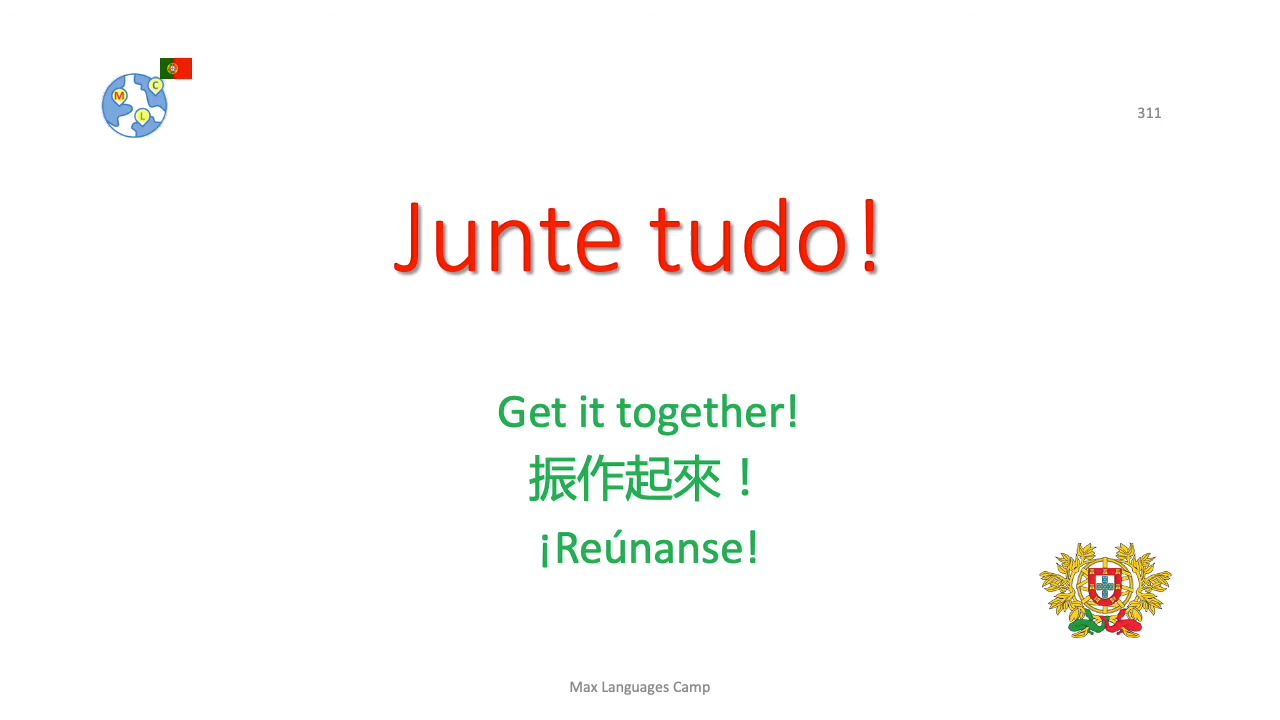 M
C
L
311
Junte tudo!
Get it together!
振作起來！
¡Reúnanse!
Max Languages Camp